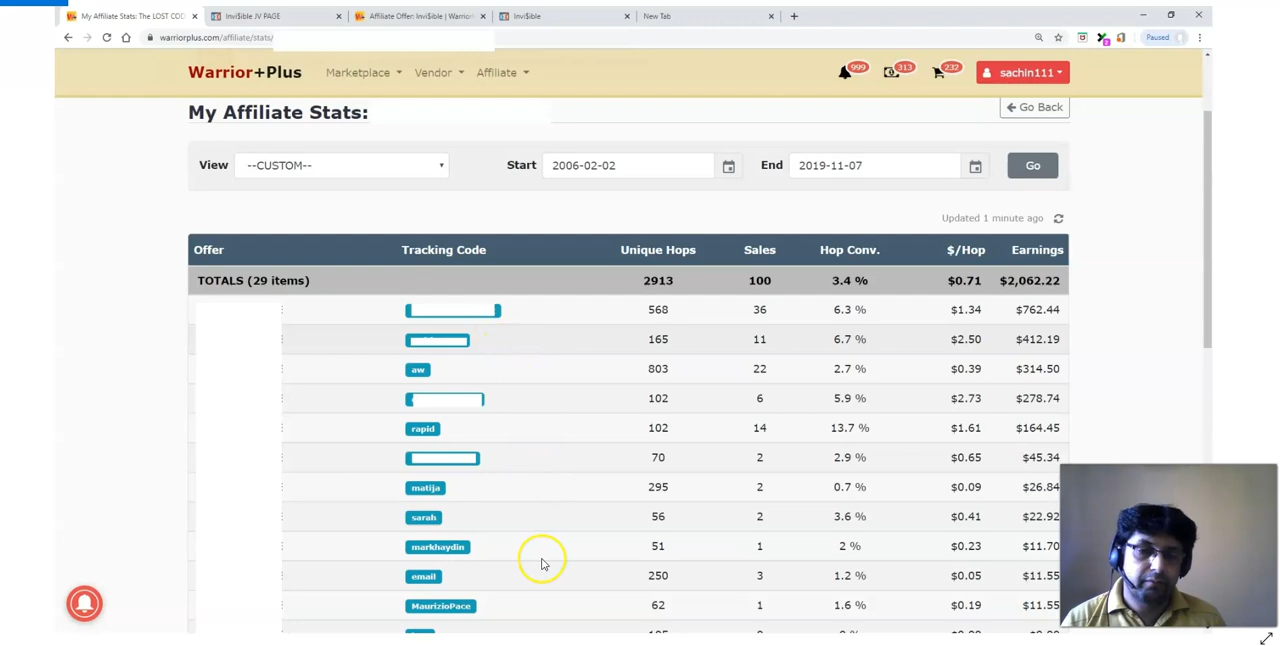 My Affiliate Stats: The LOST COD
Invi$ible JV PAGE
Affiliate Offer: Invi$ible | Warrior+
Invi$ible
New Tab
warriorplus.com/affiliate/stats/
Paused
Warrior+Plus Marketplace Vendor Affiliate 999 313 232 sachin111
My Affiliate Stats: Go Back
View --CUSTOM-- Start 2006-02-02 End 2019-11-07 Go
Updated 1 minute ago
Offer Tracking Code Unique Hops Sales Hop Conv. $/Hop Earnings
TOTALS (29 items) 2913 100 3.4 % $0.71 $2,062.22
568 36 6.3 % $1.34 $762.44
165 11 6.7 % $2.50 $412.19
aw 803 22 2.7 % $0.39 $314.50
102 6 5.9 % $2.73 $278.74
rapid 102 14 13.7 % $1.61 $164.45
70 2 2.9 % $0.65 $45.34
matija 295 2 0.7 % $0.09 $26.84
sarah 56 2 3.6 % $0.41 $22.92
markhaydin 51 1 2 % $0.23 $11.70
email 250 3 1.2 % $0.05 $11.55
MaurizioPace 62 1 1.6 % $0.19 $11.55